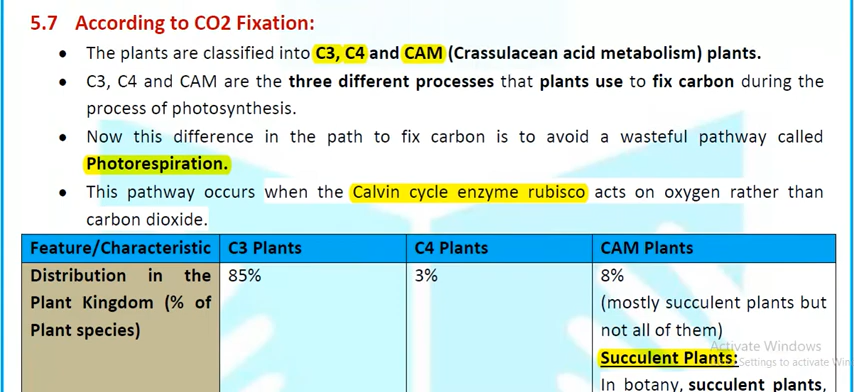 5.7 According to CO2 Fixation:
• The plants are classified into C3, C4 and CAM (Crassulacean acid metabolism) plants.
• C3, C4 and CAM are the three different processes that plants use to fix carbon during the
process of photosynthesis.
• Now this difference in the path to fix carbon is to avoid a wasteful pathway called
Photorespiration.
• This pathway occurs when the Calvin cycle enzyme rubisco acts on oxygen rather than
carbon dioxide.
Feature/Characteristic C3 Plants C4 Plants CAM Plants
Distribution in the 85% 3% 8%
Plant Kingdom (% of (mostly succulent plants but
Plant species) not all of them)
Activate Windows
Succulent Plants:
Settings to activate Win
In botany, succulent plants,